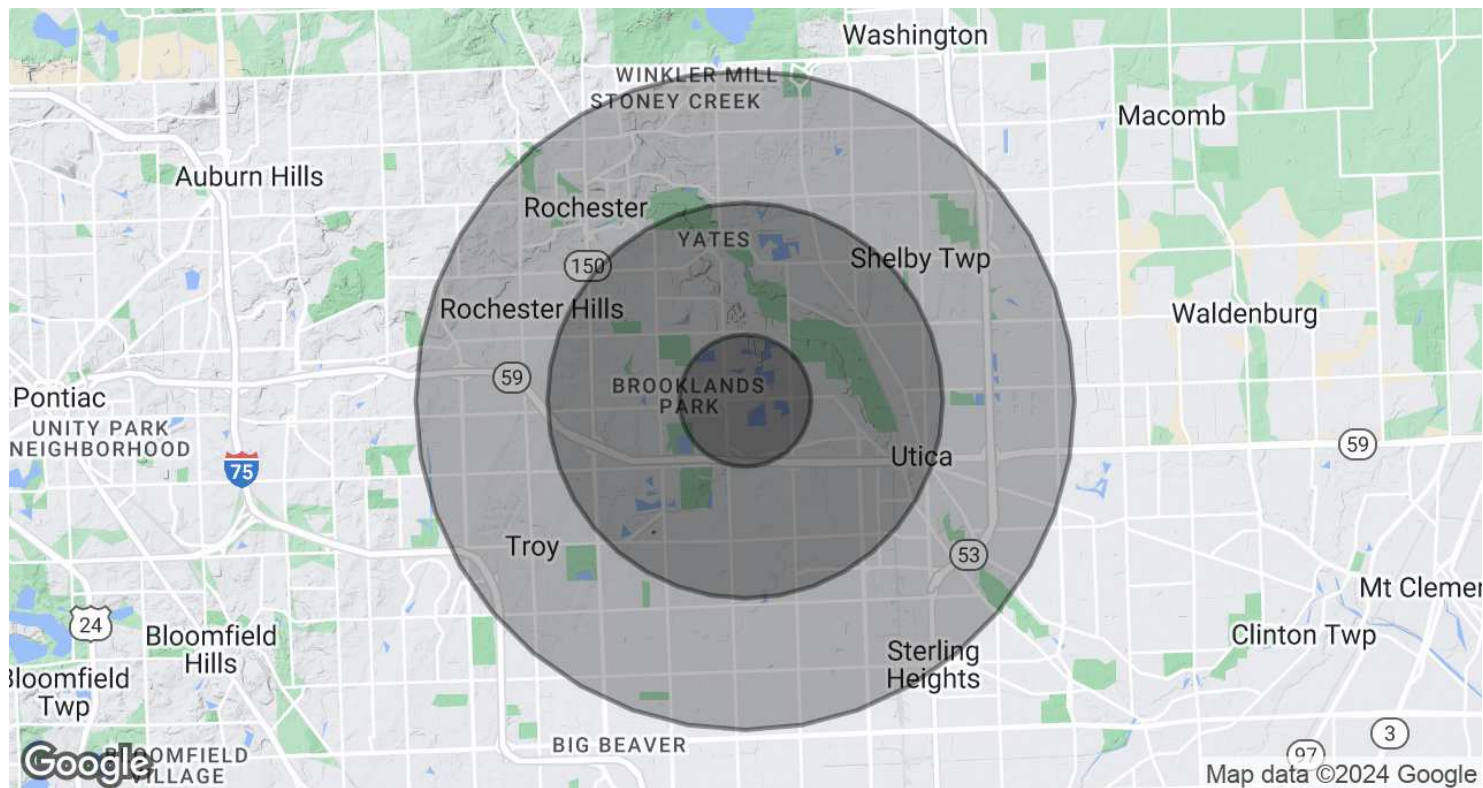 Washington
WINKLER MILL
STONEY CREEK
Macomb
Auburn Hills
Rochester
YATES
150
Shelby Twp
Rochester Hills
Waldenburg
59
BROOKLANDS
PARK
Pontiac
UNITY PARK
NEIGHBORHOOD
75
Utica
59
Troy
53
24
Mt Clemen
Bloomfield
Hills
Clinton Twp
Sterling
Heights
Bloomfield
Twp
BIG BEAVER
3
97
BLOOMFIELD
VILLAGE
Google
Map data ©2024 Google